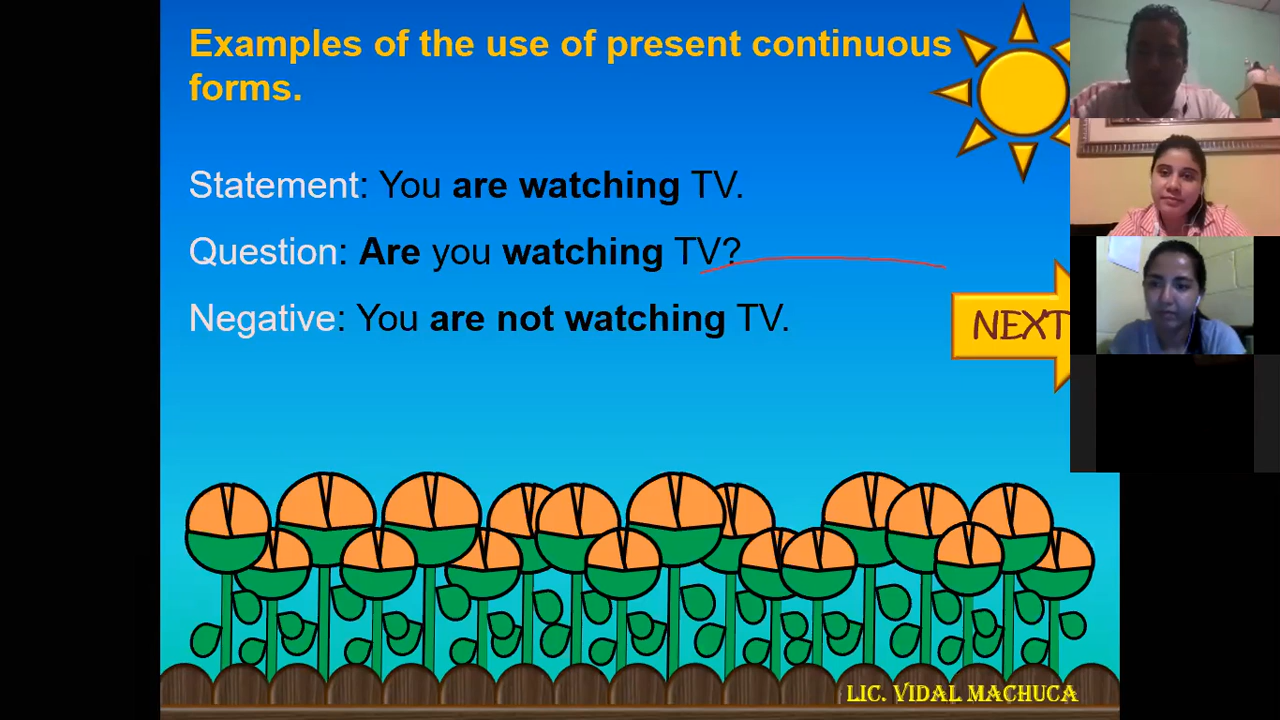 Examples of the use of present continuous
forms.
Statement: You are watching TV.
Question: Are you watching TV?
Negative: You are not watching TV.
NEXT
LIC. VIDAL MACHUCA